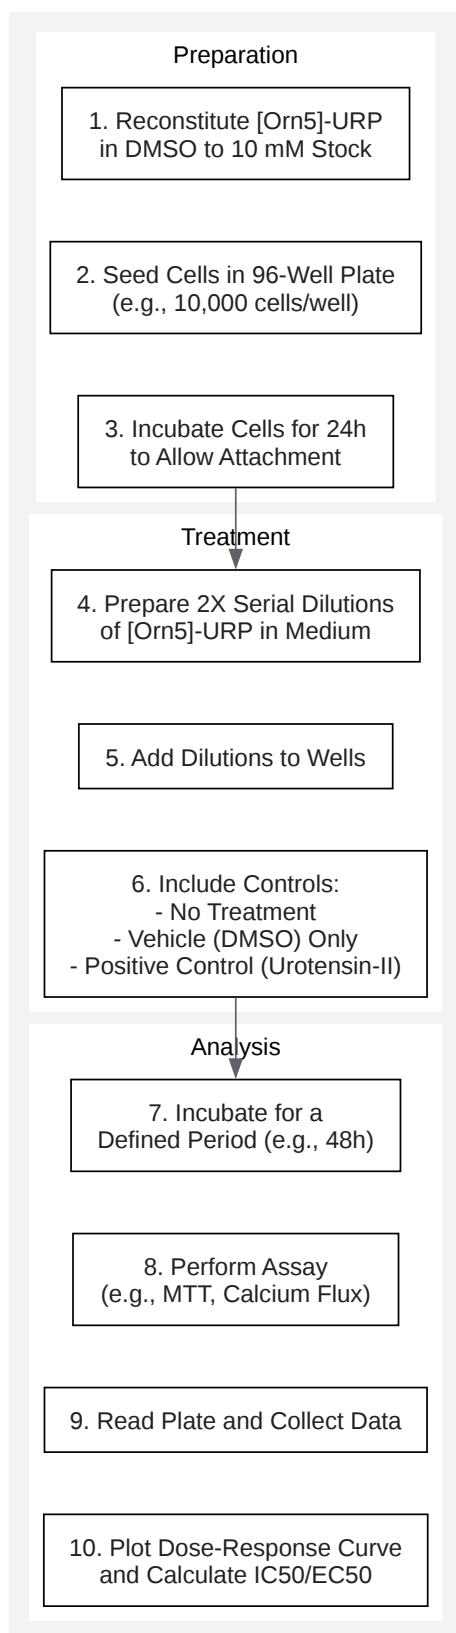 Preparation
1. Reconstitute [Orn5]-URP
in DMSO to 10 mM Stock
2. Seed Cells in 96-Well Plate
(e.g., 10,000 cells/well)
3. Incubate Cells for 24h
to Allow Attachment
Treatment
4. Prepare 2X Serial Dilutions
of [Orn5]-URP in Medium
5. Add Dilutions to Wells
6. Include Controls:
- No Treatment
- Vehicle (DMSO) Only
- Positive Control (Urotensin-II)
Analysis
7. Incubate for a
Defined Period (e.g., 48h)
8. Perform Assay
(e.g., MTT, Calcium Flux)
9. Read Plate and Collect Data
10. Plot Dose-Response Curve
and Calculate IC50/EC50